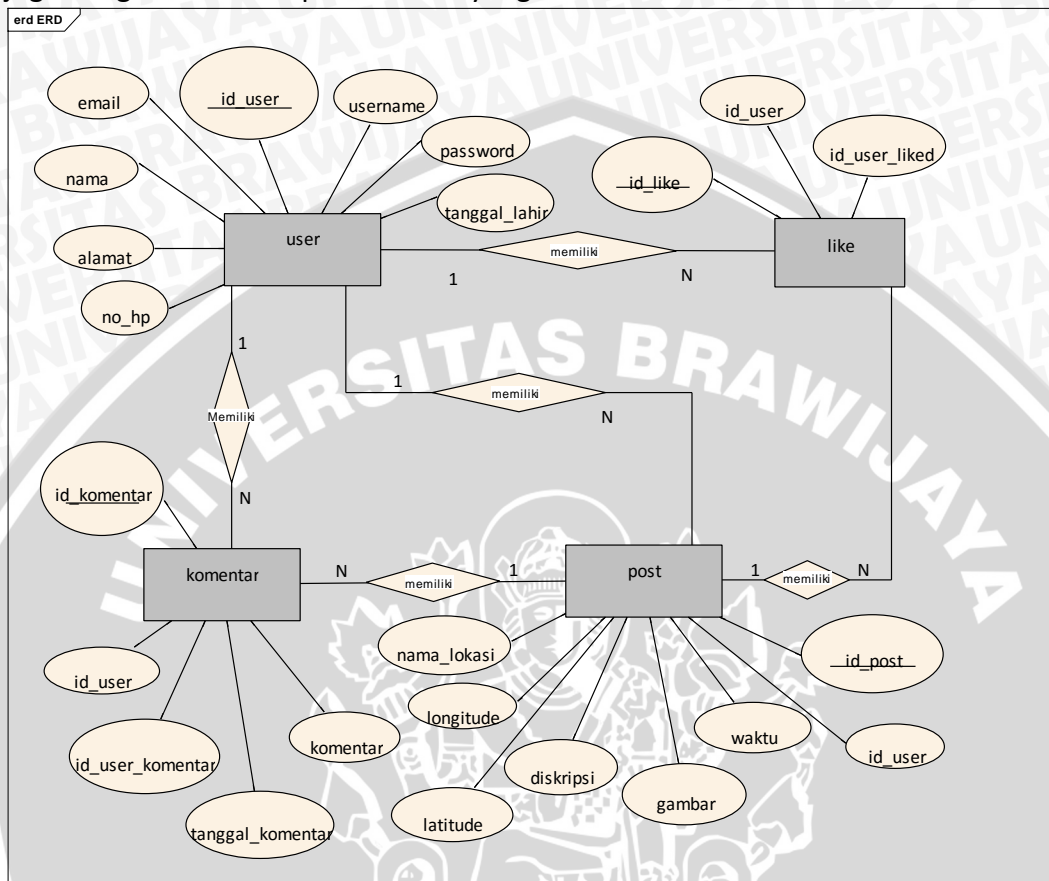 erd ERD
email
id_user
username
password
nama
tanggal_lahir
alamat
no_hp
user
id_user
id_user_liked
id_like
like
memiliki
1
N
1
Memiliki
N
1
memiliki
N
id_komentar
komentar
N
memiliki
1
post
1
memiliki
N
id_user
id_user_komentar
tanggal_komentar
komentar
nama_lokasi
longitude
latitude
diskripsi
gambar
waktu
id_post
id_user
UNIVERSITAS BRAWIJAYA